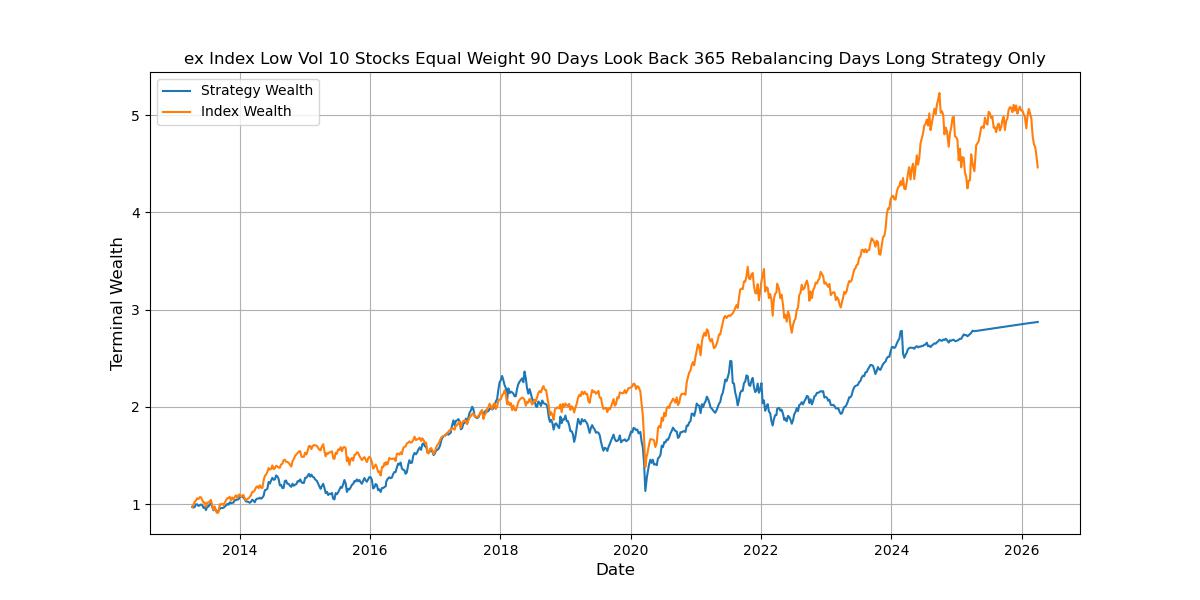 ex Index Low Vol 10 Stocks Equal Weight 90 Days Look Back 365 Rebalancing Days Long Strategy Only
Strategy Wealth
Index Wealth
Terminal Wealth
5
4
3
2
1
2014 2016 2018 2020 2022 2024 2026
Date